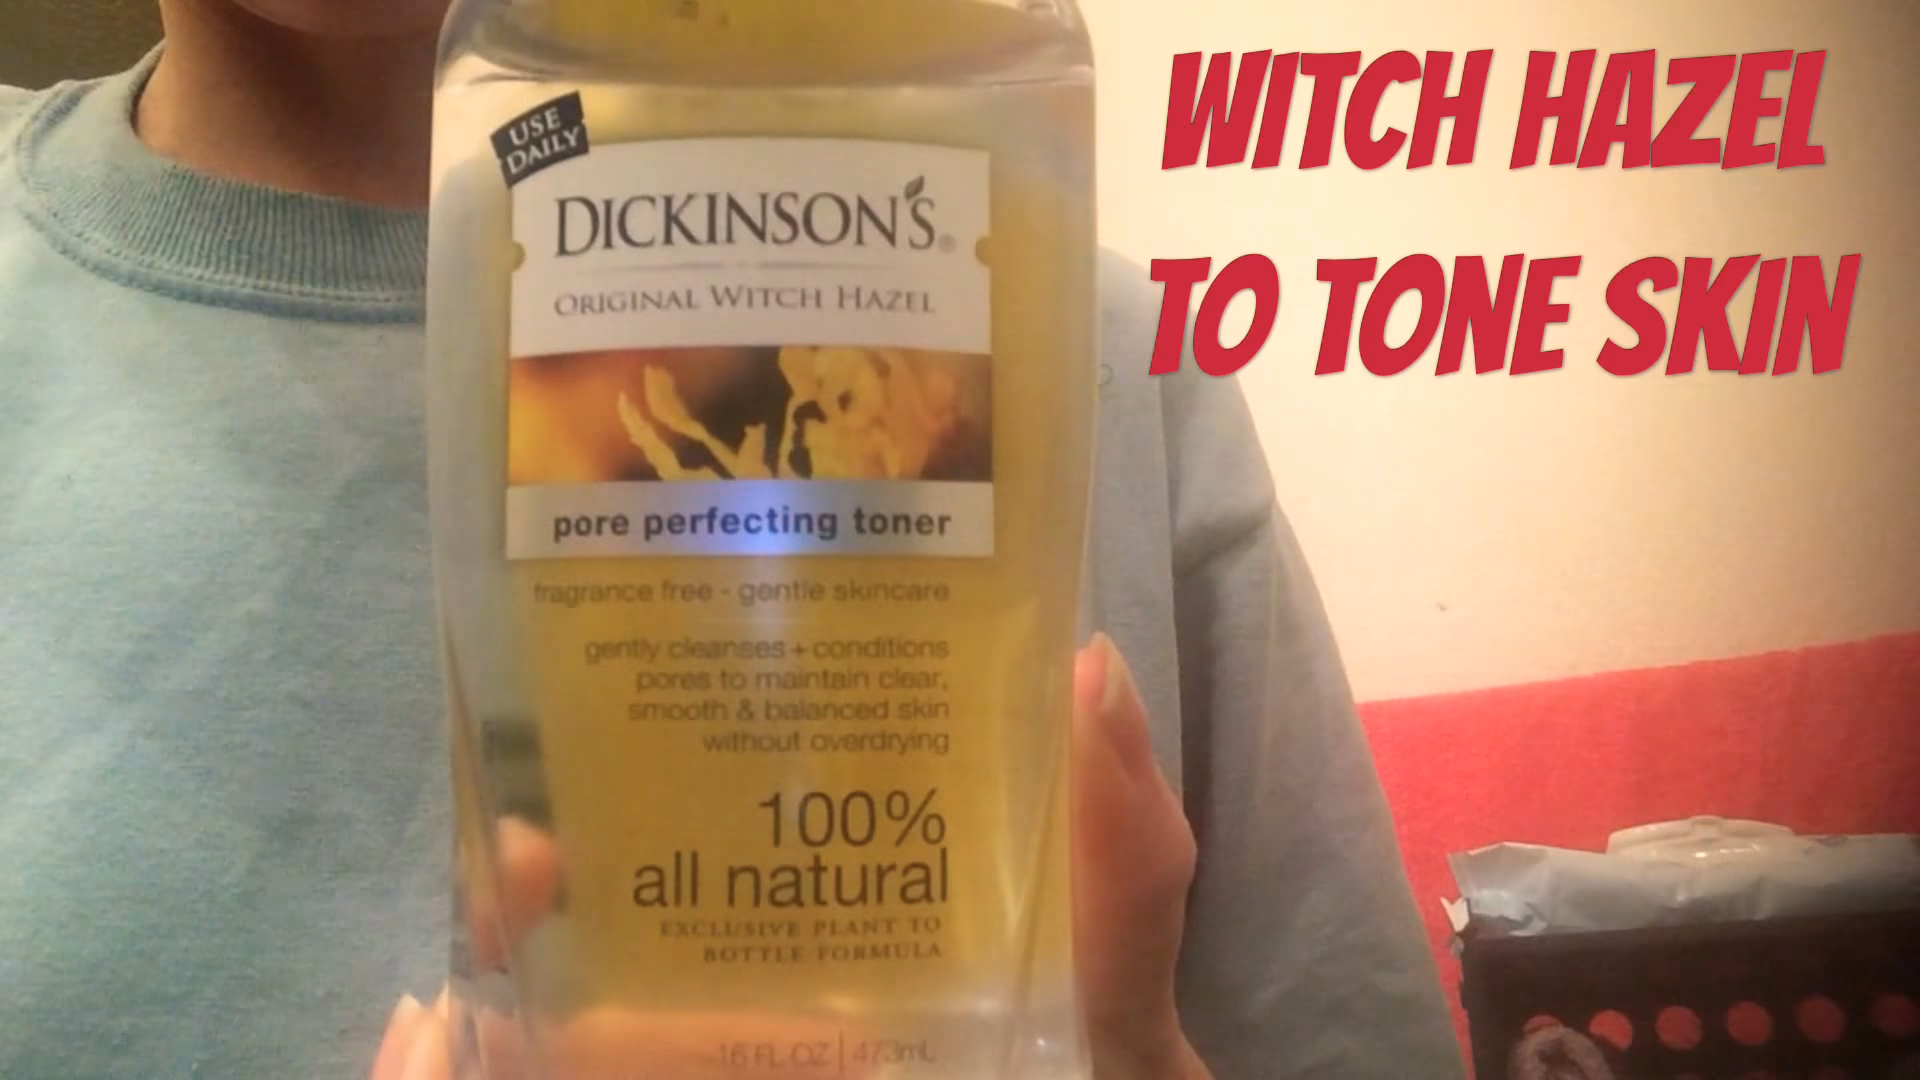 WITCH HAZEL
TO TONE SKIN
USE
DAILY
DICKINSON'S®
ORIGINAL WITCH HAZEL
pore perfecting toner
fragrance free - gentle skincare
gently cleanses + conditions
pores to maintain clear,
smooth & balanced skin
without overdrying
100%
all natural
EXCLUSIVE PLANT TO
BOTTLE FORMULA
16 FL OZ | 473mL